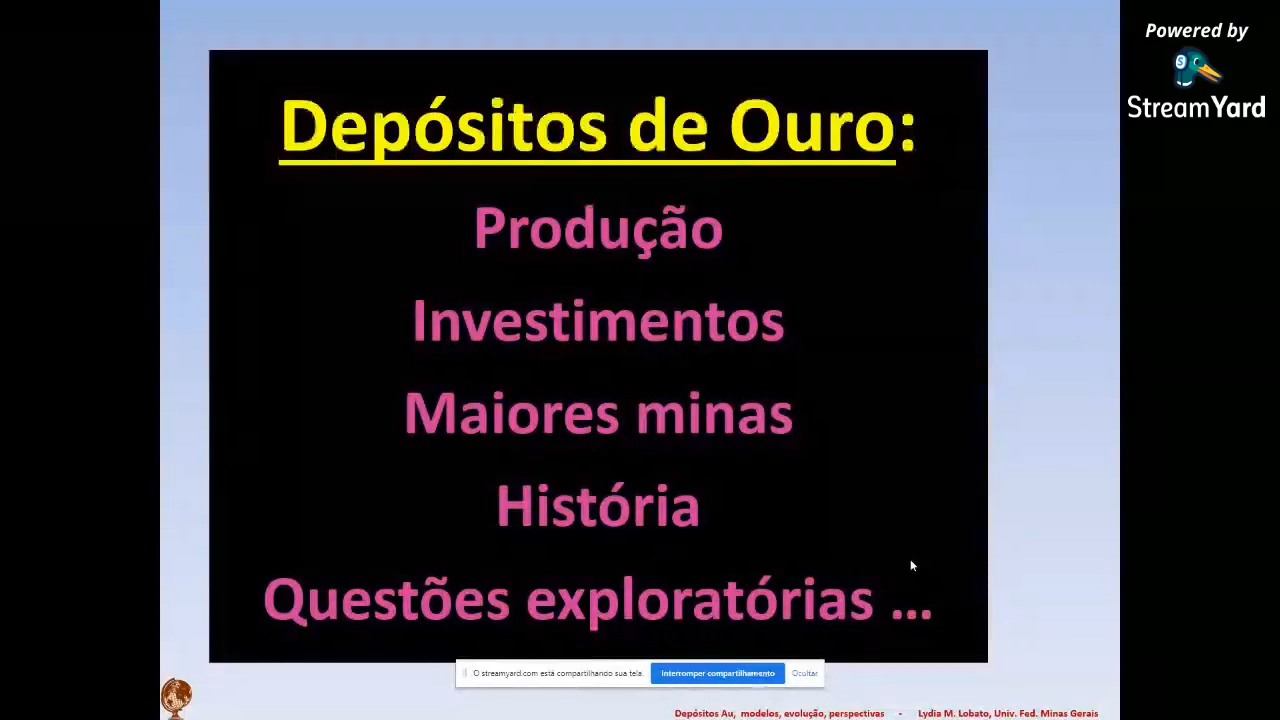 Powered by
StreamYard
Depósitos de Ouro:
Produção
Investimentos
Maiores minas
História
Questões exploratórias ...
O streamyard.com está compartilhando sua tela.
Interromper compartilhamento
Ocultar
Depósitos Au, modelos, evolução, perspectivas - Lydia M. Lobato, Univ. Fed. Minas Gerais